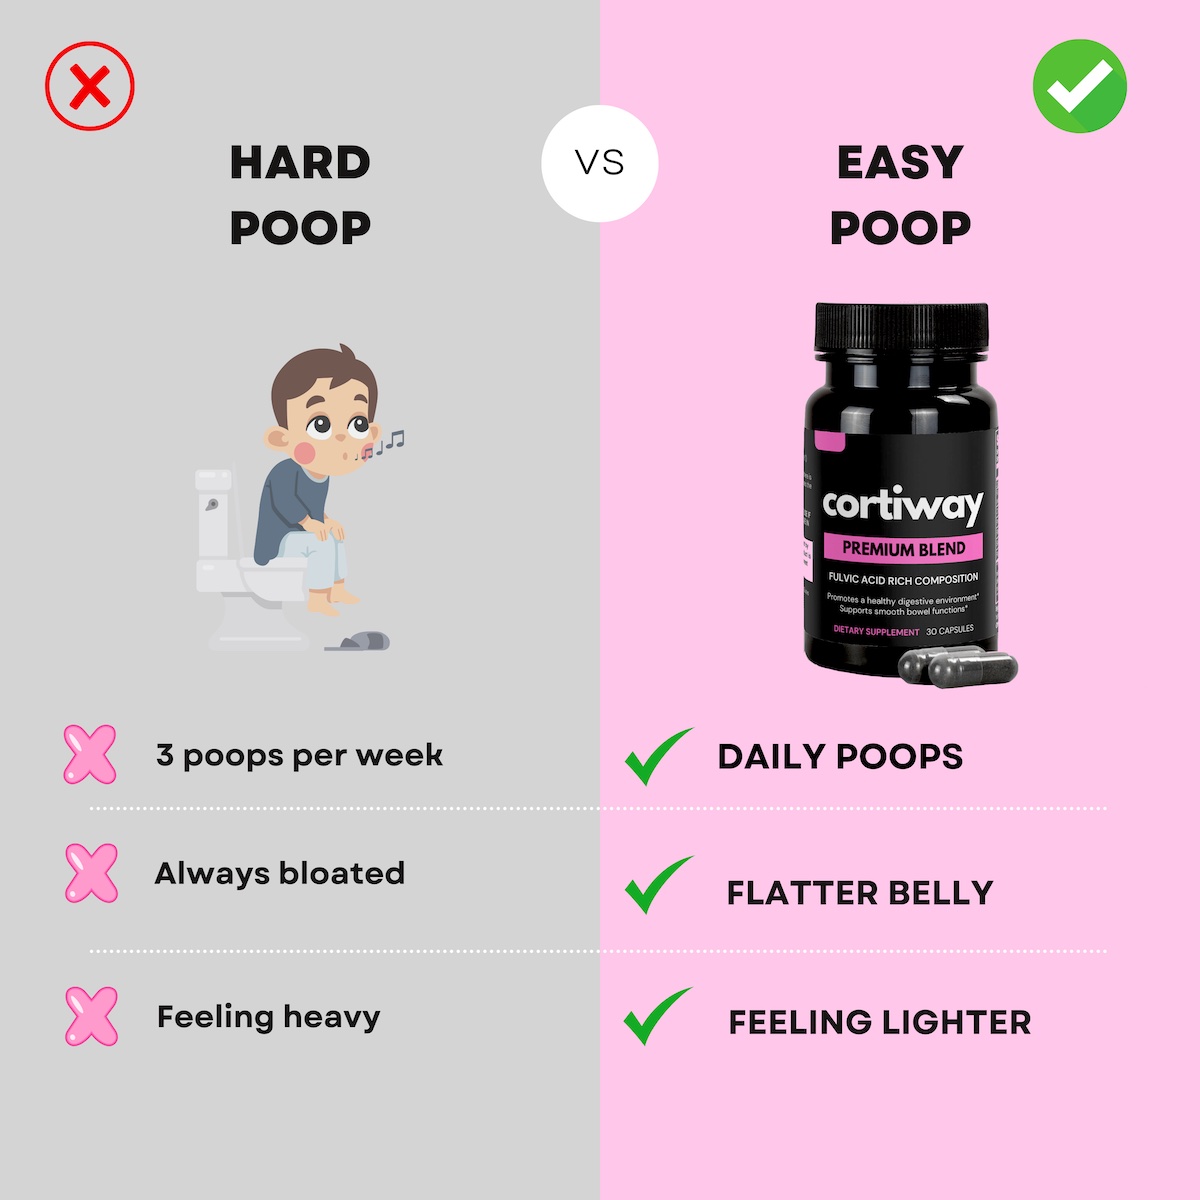 HARD
POOP
VS
EASY
POOP
cortiway
PREMIUM BLEND
FULVIC ACID RICH COMPOSITION
Promotes a healthy digestive environment*
Supports smooth bowel functions*
DIETARY SUPPLEMENT 30 CAPSULES
3 poops per week
DAILY POOPS
Always bloated
FLATTER BELLY
Feeling heavy
FEELING LIGHTER